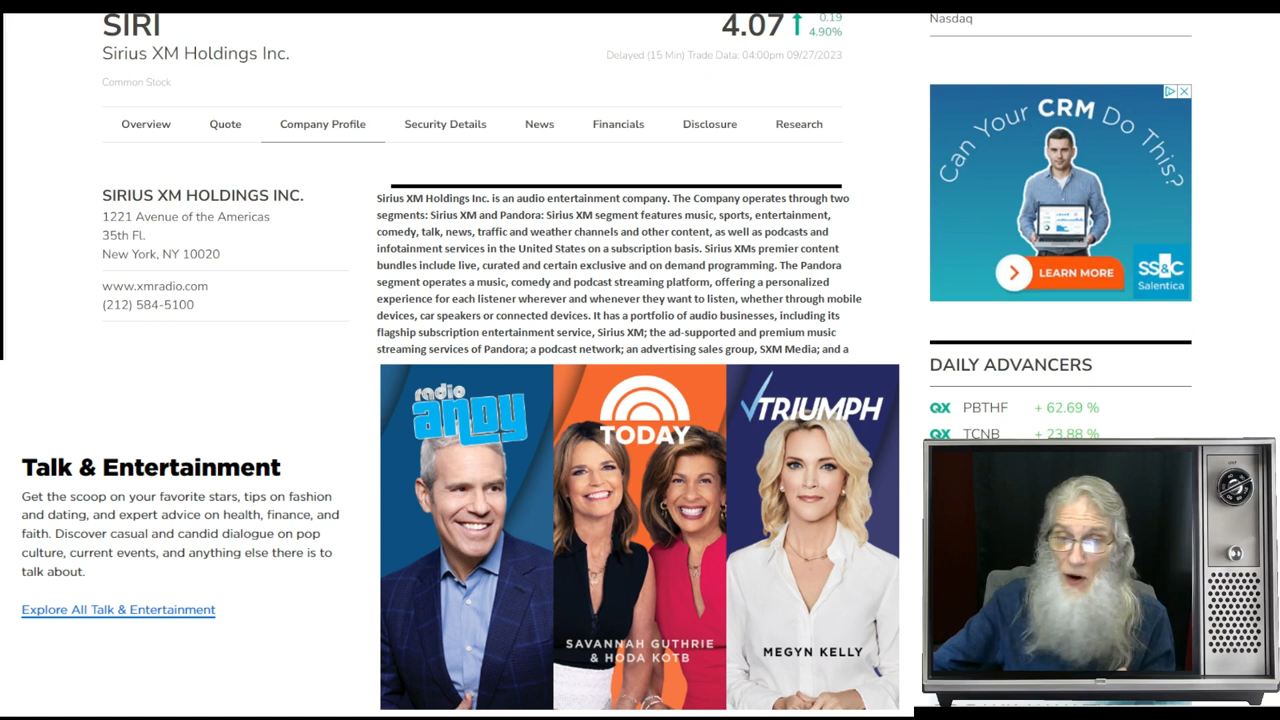 SIRI
4.07
0.19
4.90%
Sirius XM Holdings Inc.
Delayed (15 Min) Trade Data: 04:00pm 09/27/2023
Common Stock
Overview
Quote
Company Profile
Security Details
News
Financials
Disclosure
Research
SIRIUS XM HOLDINGS INC.
1221 Avenue of the Americas
35th Fl.
New York, NY 10020
www.xmradio.com
(212) 584-5100
Sirius XM Holdings Inc. is an audio entertainment company. The Company operates through two
segments: Sirius XM and Pandora: Sirius XM segment features music, sports, entertainment,
comedy, talk, news, traffic and weather channels and other content, as well as podcasts and
infotainment services in the United States on a subscription basis. Sirius XMs premier content
bundles include live, curated and certain exclusive and on demand programming. The Pandora
segment operates a music, comedy and podcast streaming platform, offering a personalized
experience for each listener wherever and whenever they want to listen, whether through mobile
devices, car speakers or connected devices. It has a portfolio of audio businesses, including its
flagship subscription entertainment service, Sirius XM; the ad-supported and premium music
streaming services of Pandora; a podcast network; an advertising sales group, SXM Media; and a
Talk & Entertainment
Get the scoop on your favorite stars, tips on fashion
and dating, and expert advice on health, finance, and
faith. Discover casual and candid dialogue on pop
culture, current events, and anything else there is to
talk about.
Explore All Talk & Entertainment
radio
andy
TODAY
SAVANNAH GUTHRIE
& HODA KOTB
TRIUMPH
MEGYN KELLY
Nasdaq
Can Your CRM Do This?
LEARN MORE
SS&C
Salentica
DAILY ADVANCERS
QX PBTHF + 62.69 %
QX TCNB + 23.88 %